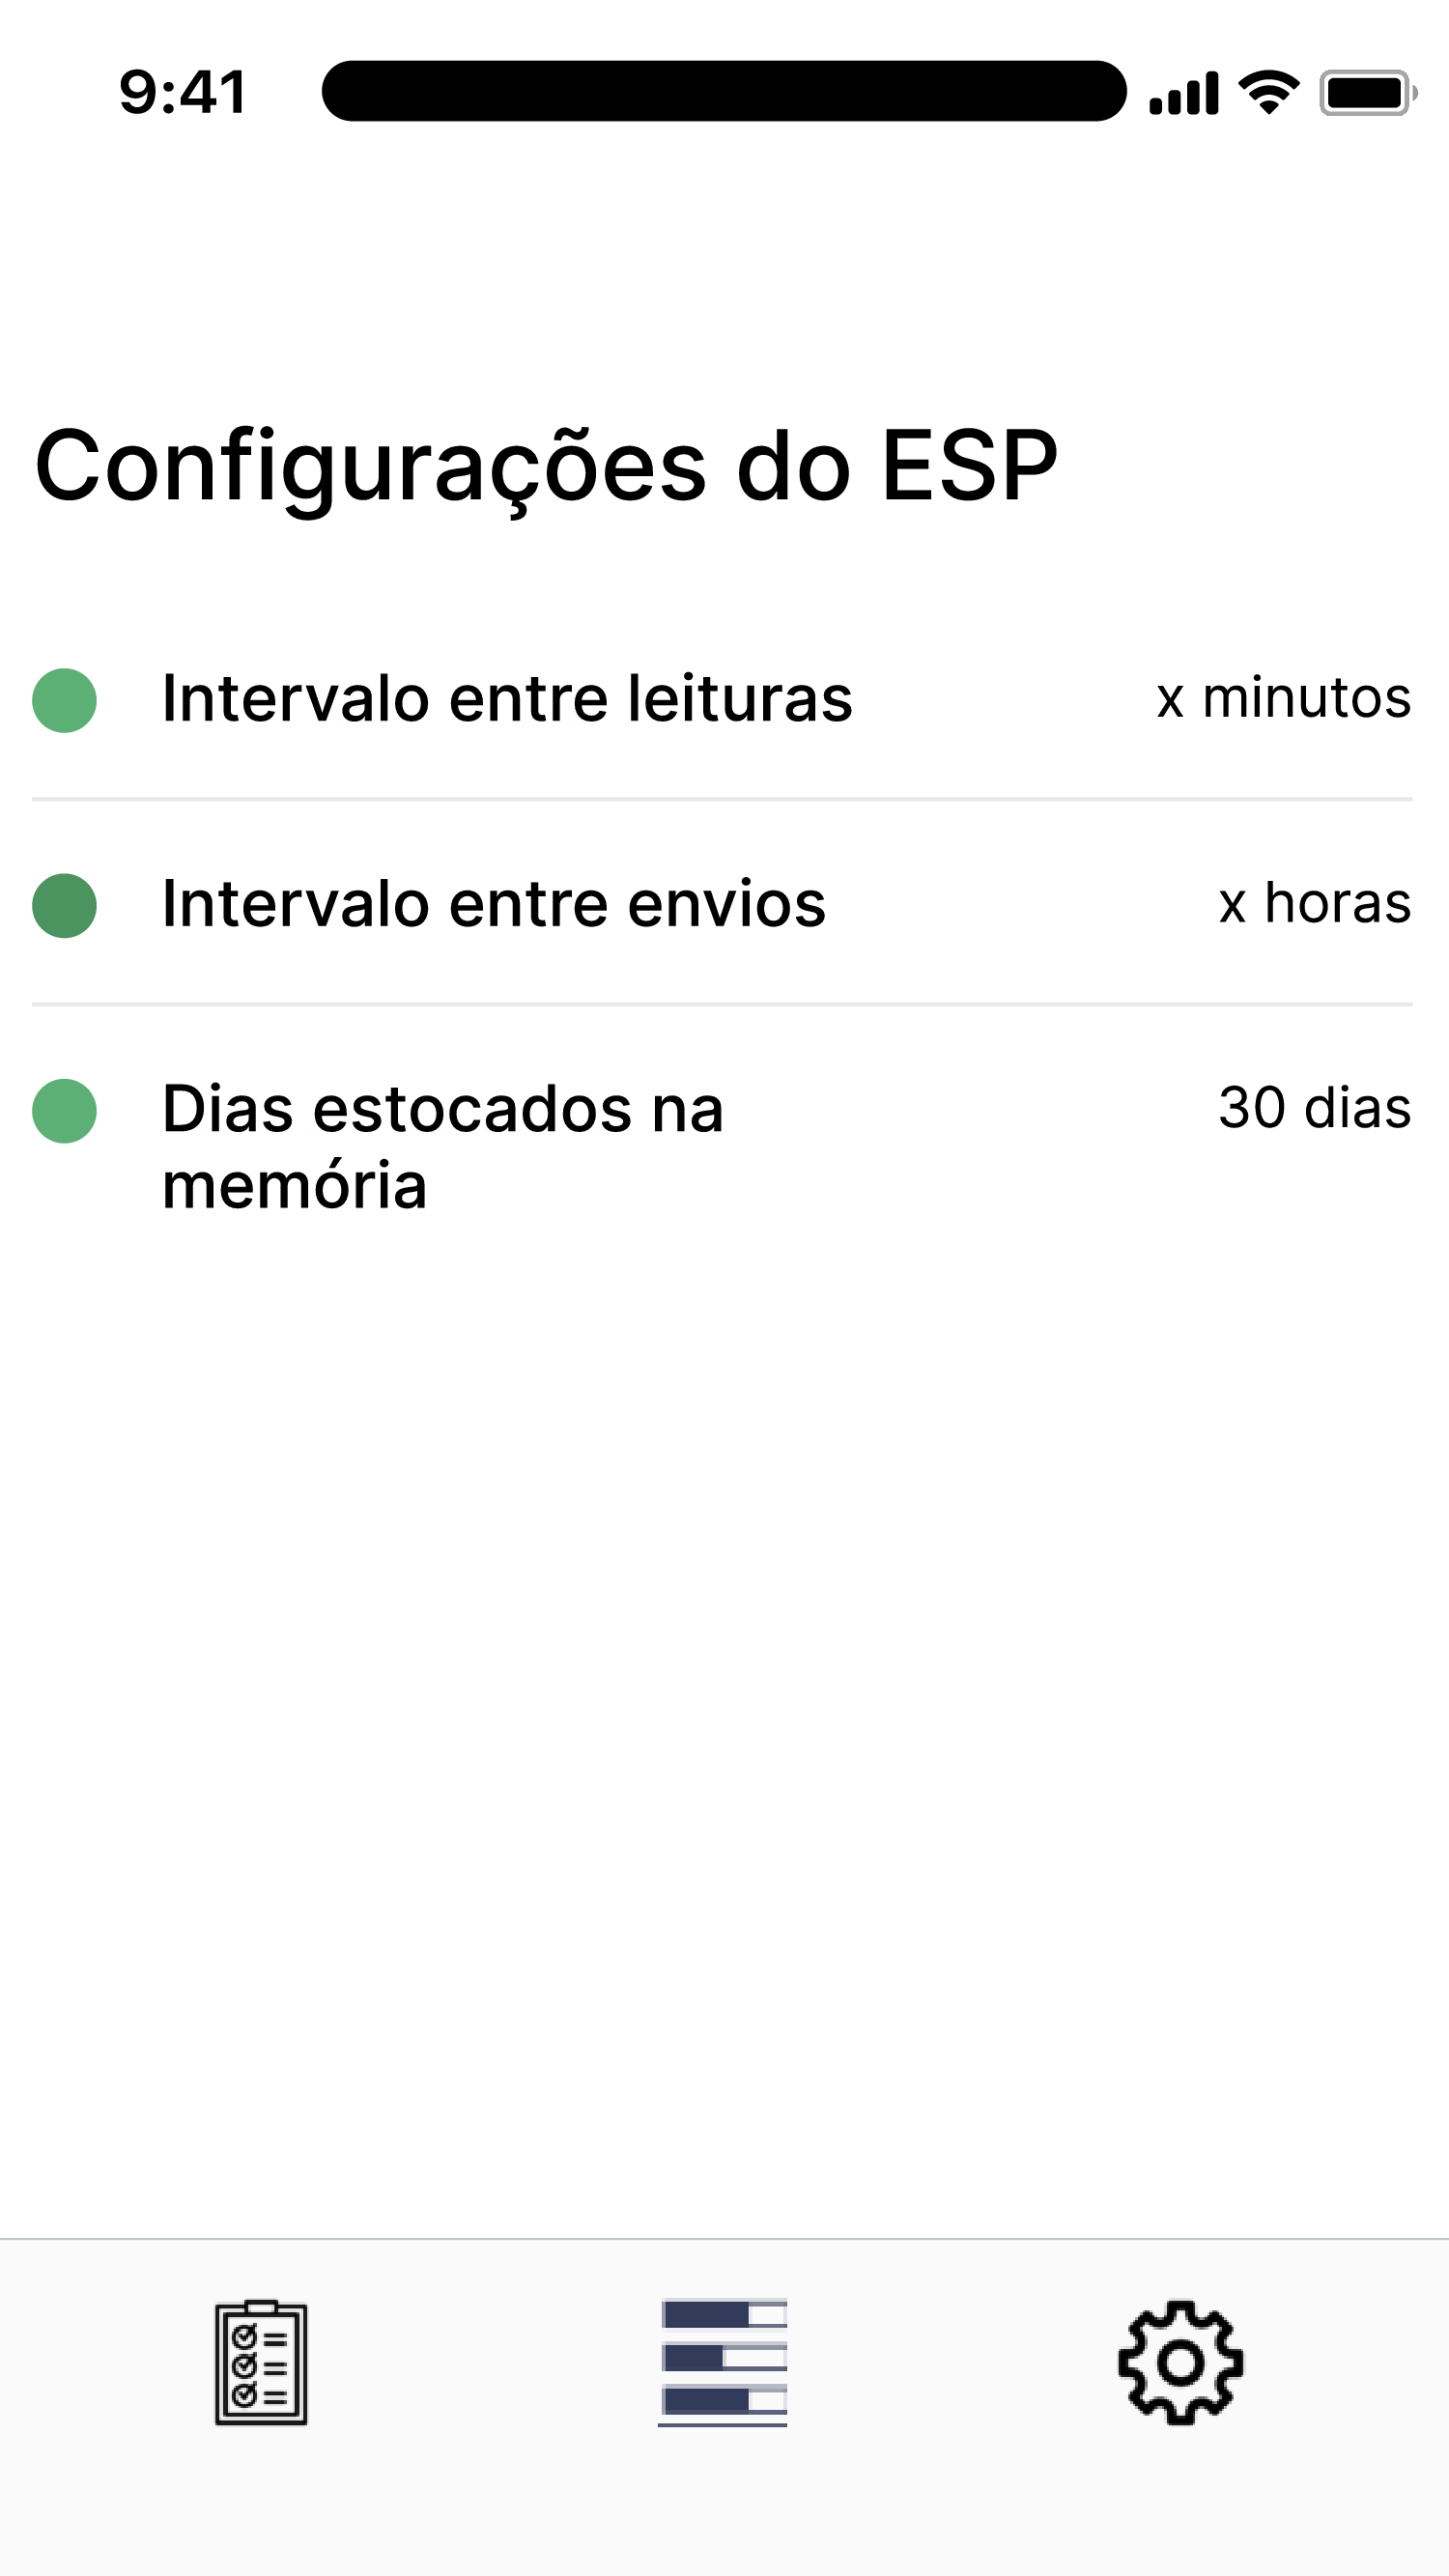 9:41
Configurações do ESP
Intervalo entre leituras x minutos
Intervalo entre envios x horas
Dias estocados na 30 dias
memória